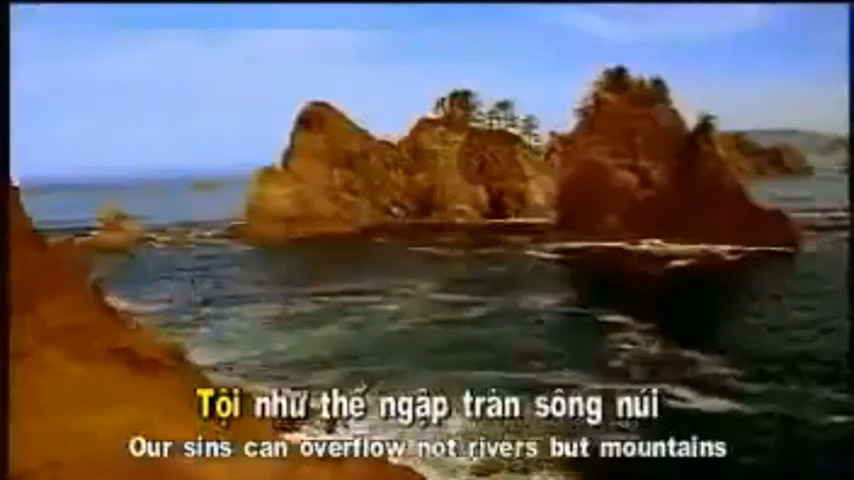 Tội như thế ngập tràn sông núi
Our sins can overflow not rivers but mountains